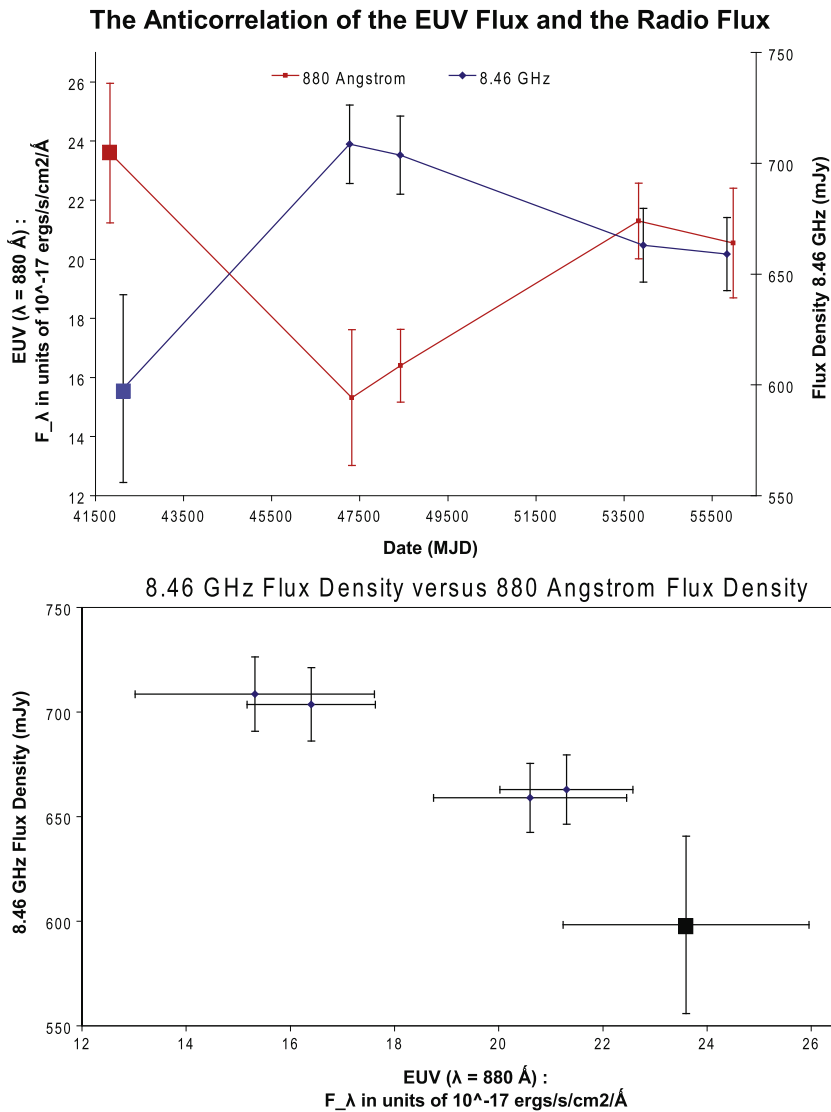 The Anticorrelation of the EUV Flux and the Radio Flux
880 Angstrom
8.46 GHz
EUV (λ = 880 Ǻ) :
F_λ in units of 10^-17 ergs/s/cm2/Ǻ
26
24
22
20
18
16
14
12
750
700
650
600
550
Flux Density 8.46 GHz (mJy)
41500 43500 45500 47500 49500 51500 53500 55500
Date (MJD)
8.46 GHz Flux Density versus 880 Angstrom Flux Density
8.46 GHz Flux Density (mJy)
750
700
650
600
550
12 14 16 18 20 22 24 26
EUV (λ = 880 Ǻ) :
F_λ in units of 10^-17 ergs/s/cm2/Ǻ